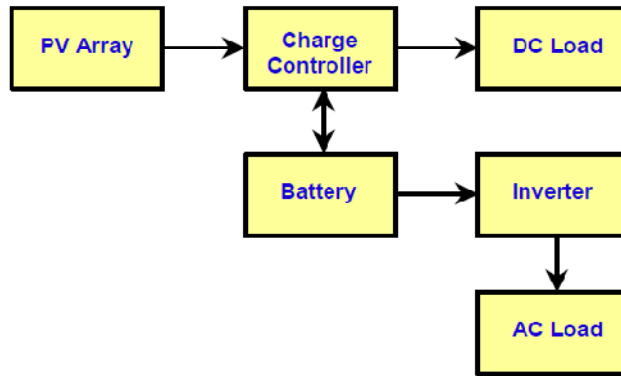 PV Array
Charge
Controller
DC Load
Battery
Inverter
AC Load